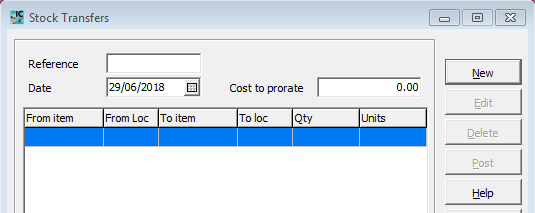 IC Stock Transfers
Reference
Date 29/06/2018 Cost to prorate 0.00
From item From Loc To item To loc Qty Units
New
Edit
Delete
Post
Help